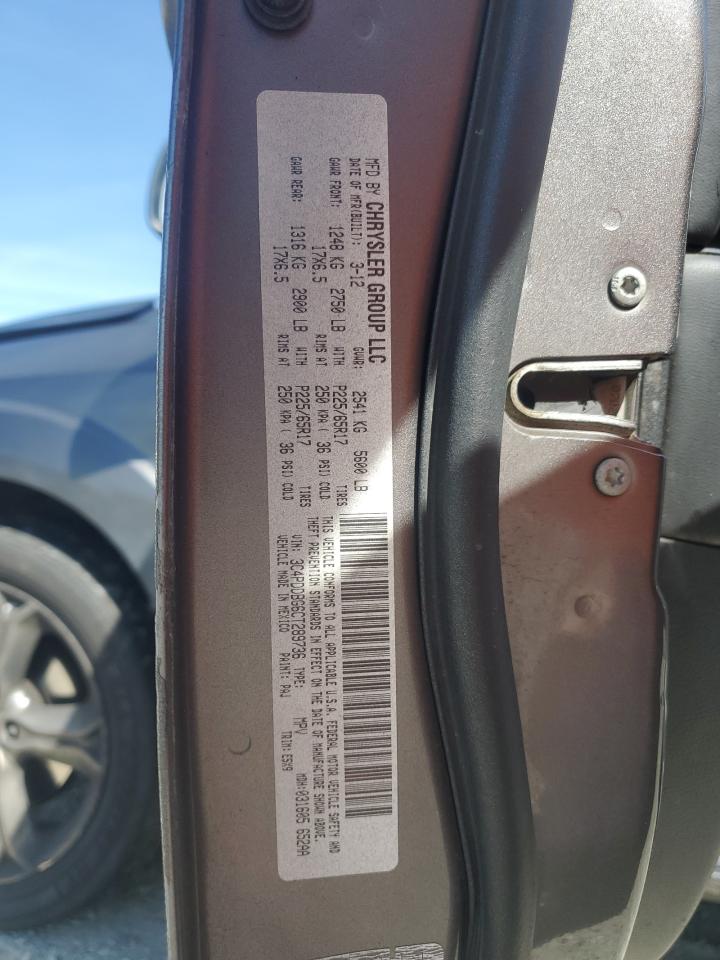 MFD BY CHRYSLER GROUP LLC
DATE OF MFR(BUILT): 3-12 GVWR: 2541 KG 5600 LB
GAWR FRONT: 1248 KG 2750 LB WITH P225/65R17 TIRES
17X6.5 RIMS AT 250 KPA ( 36 PSI) COLD
GAWR REAR: 1316 KG 2900 LB WITH P225/65R17 TIRES
17X6.5 RIMS AT 250 KPA ( 36 PSI) COLD
THIS VEHICLE CONFORMS TO ALL APPLICABLE U.S.A. FEDERAL MOTOR VEHICLE SAFETY AND
THEFT PREVENTION STANDARDS IN EFFECT ON THE DATE OF MANUFACTURE SHOWN ABOVE.
VIN: 3C4PDDBG6CT289736 TYPE: MPV MDH:031605 652AA
VEHICLE MADE IN MEXICO PAINT: PAJ TRIM:E5X9